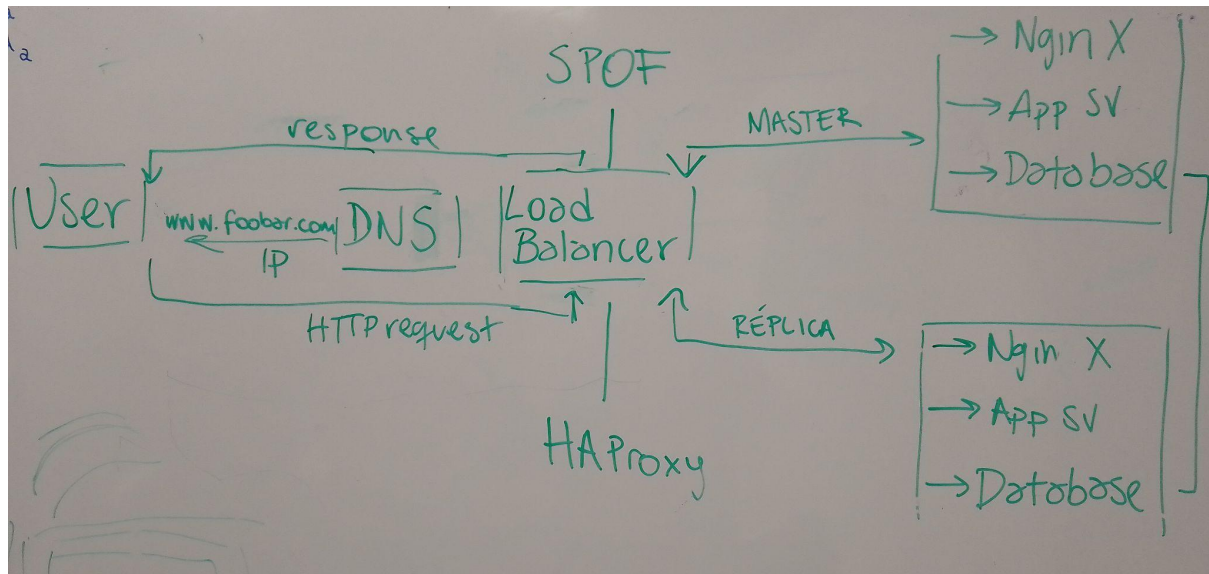 SPOF
response
MASTER
User
www.foobar.com
IP
DNS
Load
Balancer
HTTP request
HAProxy
RÉPLICA
→ Ngin X
→ App SV
→ Database
→ Ngin X
→ App SV
→ Database